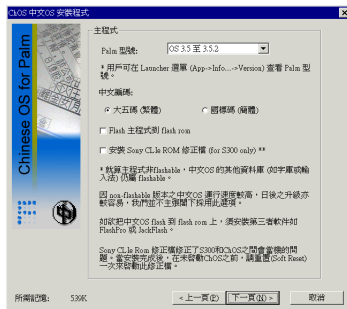 ChOS 中文OS 安裝程式
Chinese OS for Palm
主程式
Palm 型號:
OS 3.5 至 3.5.2
* 用戶可在 Launcher 選單 (App->Info...->Version) 查看 Palm 型
號。
中文編碼:
大五碼 (繁體)
國標碼 (簡體)
Flash 主程式到 flash rom
安裝 Sony CLIe ROM 修正檔 (for S300 only) **
* 就算主程式非flashable，中文OS 的其他資料庫 (如字庫或輸
入法) 仍屬 flashable。
因 non-flashable 版本之中文OS 運行速度較高，日後之升級亦
較容易，我們並不主張閣下採用此選項。
如欲把中文OS flash 到 flash rom 上，須安裝第三者軟件如
FlashPro 或 JackFlash。
Sony CLIe Rom 修正檔修正了S300和ChOS之間會當機的問
題。當安裝完成後，在未啓動ChOS之前，請重置(Soft Reset)
一次來啓動此修正檔。
所需記憶: 539K
<上一頁(P)
下一頁(N)>
取消